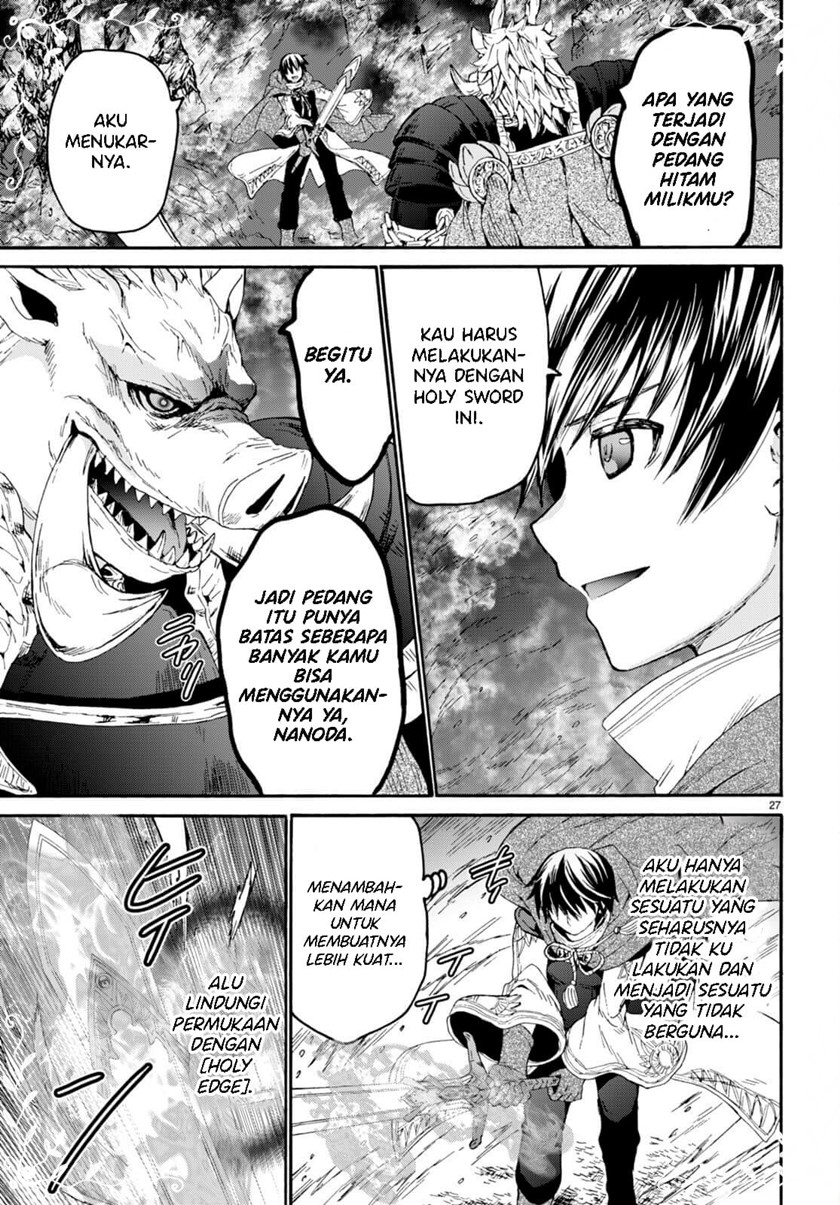 APA YANG
TERJADI
DENGAN
PEDANG
HITAM
MILIKMU?
AKU
MENUKAR-
NYA.
KAU HARUS
MELAKUKAN-
NYA DENGAN
HOLY SWORD
INI.
BEGITU
YA.
JADI PEDANG
ITU PUNYA
BATAS SEBERAPA
BANYAK KAMU
BISA
MENGGUNAKAN-
NYA YA,
NANODA.
ニヤッ
27
AKU HANYA
MELAKUKAN
SESUATU YANG
SEHARUSNYA
TIDAK KU
LAKUKAN DAN
MENJADI SESUATU
YANG TIDAK
BERGUNA...
MENAMBAH-
KAN MANA
UNTUK
MEMBUATNYA
LEBIH KUAT...
ALU
LINDUNGI
PERMUKAAN
DENGAN
[HOLY
EDGE].